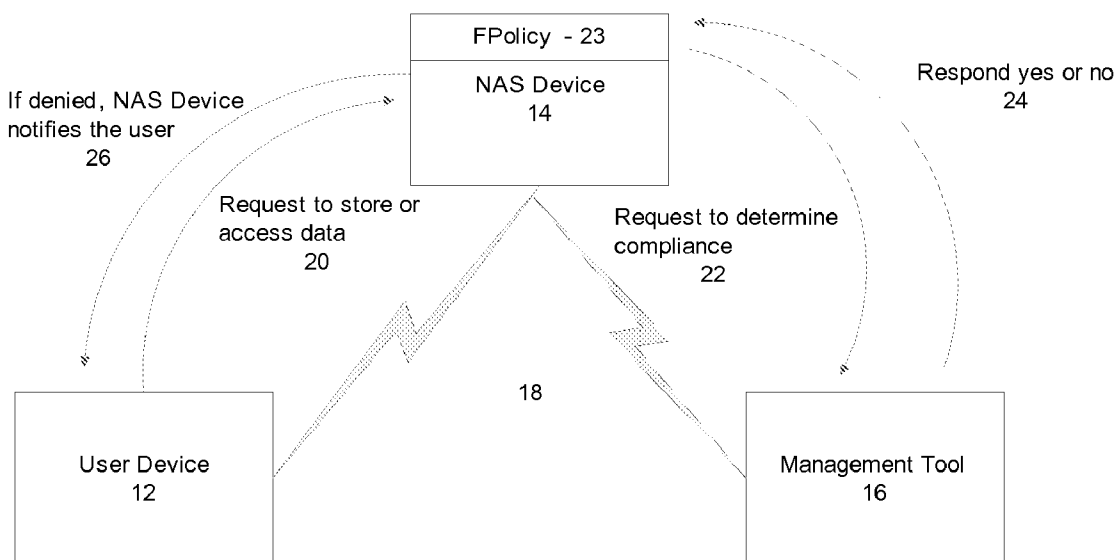 FPolicy - 23
NAS Device
14
If denied, NAS Device
notifies the user
26
Respond yes or no
24
Request to store or
access data
20
Request to determine
compliance
22
18
User Device
12
Management Tool
16